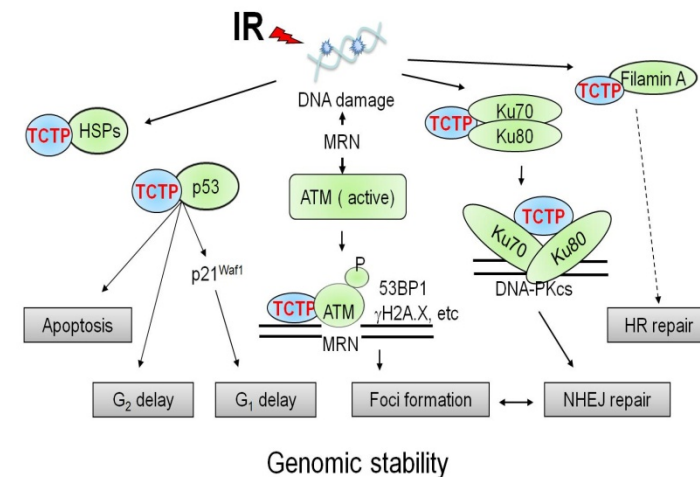 IR
DNA damage
TCTP HSPs
TCTP Ku70
Ku80
TCTP Filamin A
MRN
TCTP p53
ATM ( active)
TCTP
Ku70 Ku80
DNA-PKcs
p21Waf1
P
TCTP ATM
53BP1
γH2A.X, etc
MRN
Apoptosis
HR repair
G2 delay
G1 delay
Foci formation
NHEJ repair
Genomic stability